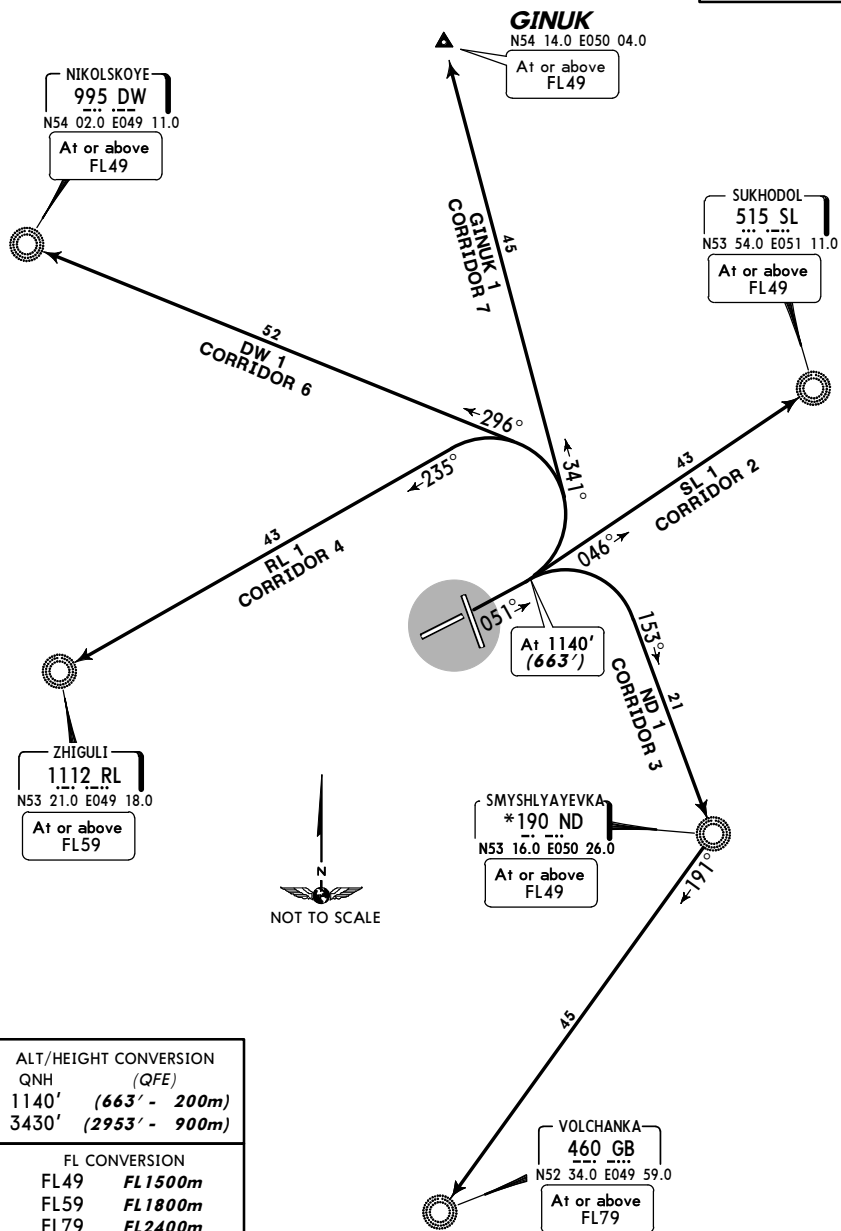 GINUK
N54 14.0 E050 04.0
At or above
FL49
NIKOLSKOYE
995 DW
N54 02.0 E049 11.0
At or above
FL49
SUKHODOL
515 SL
N53 54.0 E051 11.0
At or above
FL49
45
GINUK 1
CORRIDOR 7
52
DW 1
CORRIDOR 6
296°
235°
341°
43
SL 1
CORRIDOR 2
046°
43
RL 1
CORRIDOR 4
051°
At 1140'
(663')
153°
21
ND 1
CORRIDOR 3
ZHIGULI
1112 RL
N53 21.0 E049 18.0
At or above
FL59
SMYSHLYAYEVKA
*190 ND
N53 16.0 E050 26.0
At or above
FL49
191°
N
NOT TO SCALE
45
ALT/HEIGHT CONVERSION
QNH (QFE)
1140' (663' - 200m)
3430' (2953' - 900m)
FL CONVERSION
FL49 FL1500m
FL59 FL1800m
FL79 FL2400m
VOLCHANKA
460 GB
N52 34.0 E049 59.0
At or above
FL79